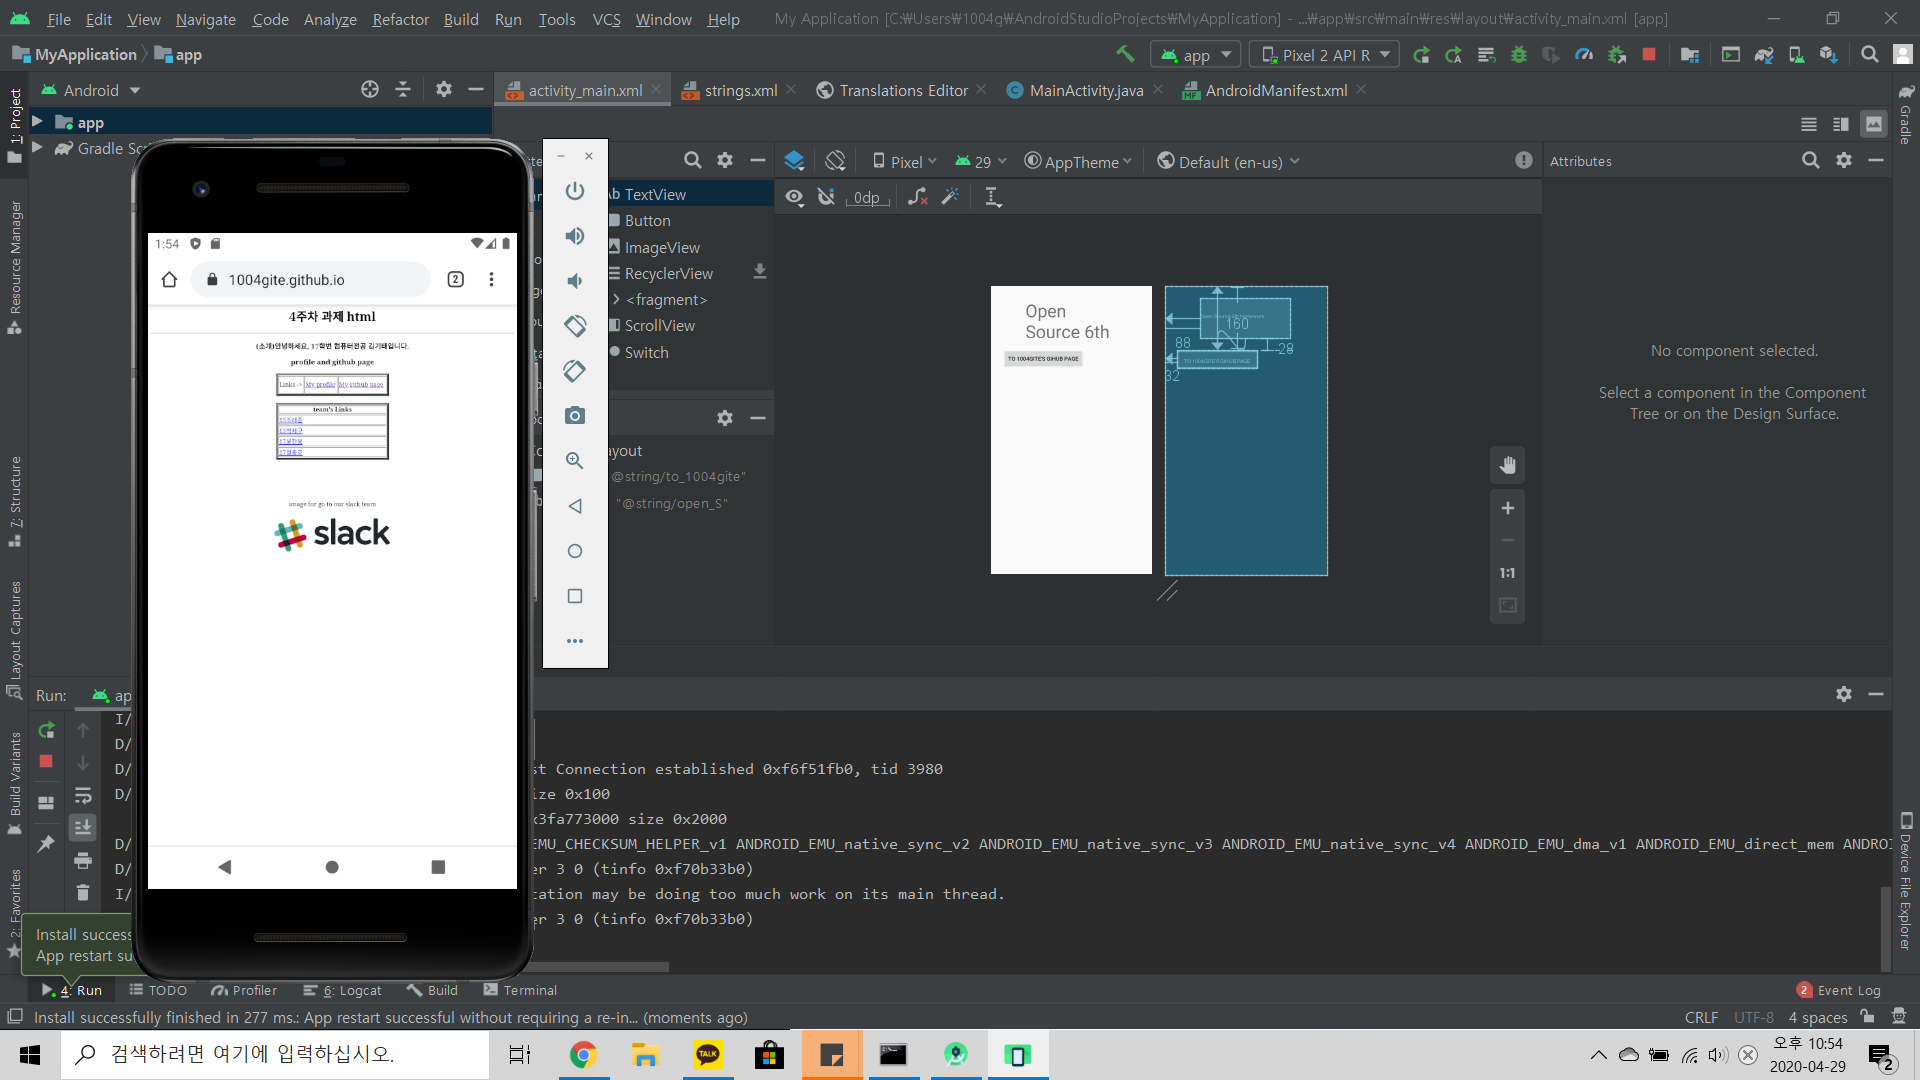 File Edit View Navigate Code Analyze Refactor Build Run Tools VCS Window Help My Application [C:₩Users₩1004g₩AndroidStudioProjects₩MyApplication] - ...₩app₩src₩main₩res₩layout₩activity_main.xml [app]
MyApplication app
app Pixel 2 API R
Android
activity_main.xml strings.xml Translations Editor MainActivity.java AndroidManifest.xml
app
Gradle Sc
1: Project
Resource Manager
7: Structure
Layout Captures
Build Variants
2: Favorites
Gradle
Device File Explorer
Pixel 29 AppTheme Default (en-us)
0dp
Attributes
Ab TextView
Button
ImageView
RecyclerView
<fragment>
ScrollView
Switch
ayout
@string/to_1004gite"
"@string/open_S"
Open
Source 6th
TO 1004GITE'S GIHUB PAGE
160
88
28
32
TO 1004GITE'S GIHUB PAGE
1:1
No component selected.
Select a component in the Component
Tree or on the Design Surface.
1:54
1004gite.github.io
2
4주차 과제 html
(소개)안녕하세요, 17학번 컴퓨터전공 김기태입니다.
profile and github page
Links -> My profile My github page
team's Links
image for go to our slack team
slack
Run: ap
I/
D/
D/ st Connection established 0xf6f51fb0, tid 3980
D/ ize 0x100
x3fa773000 size 0x2000
D/ EMU_CHECKSUM_HELPER_v1 ANDROID_EMU_native_sync_v2 ANDROID_EMU_native_sync_v3 ANDROID_EMU_native_sync_v4 ANDROID_EMU_dma_v1 ANDROID_EMU_direct_mem ANDROI
D/ er 3 0 (tinfo 0xf70b33b0)
I/ cation may be doing too much work on its main thread.
er 3 0 (tinfo 0xf70b33b0)
Install success
App restart su
4: Run TODO Profiler 6: Logcat Build Terminal 2 Event Log
Install successfully finished in 277 ms.: App restart successful without requiring a re-in... (moments ago) CRLF UTF-8 4 spaces
검색하려면 여기에 입력하십시오.
TALK
오후 10:54
2020-04-29
2